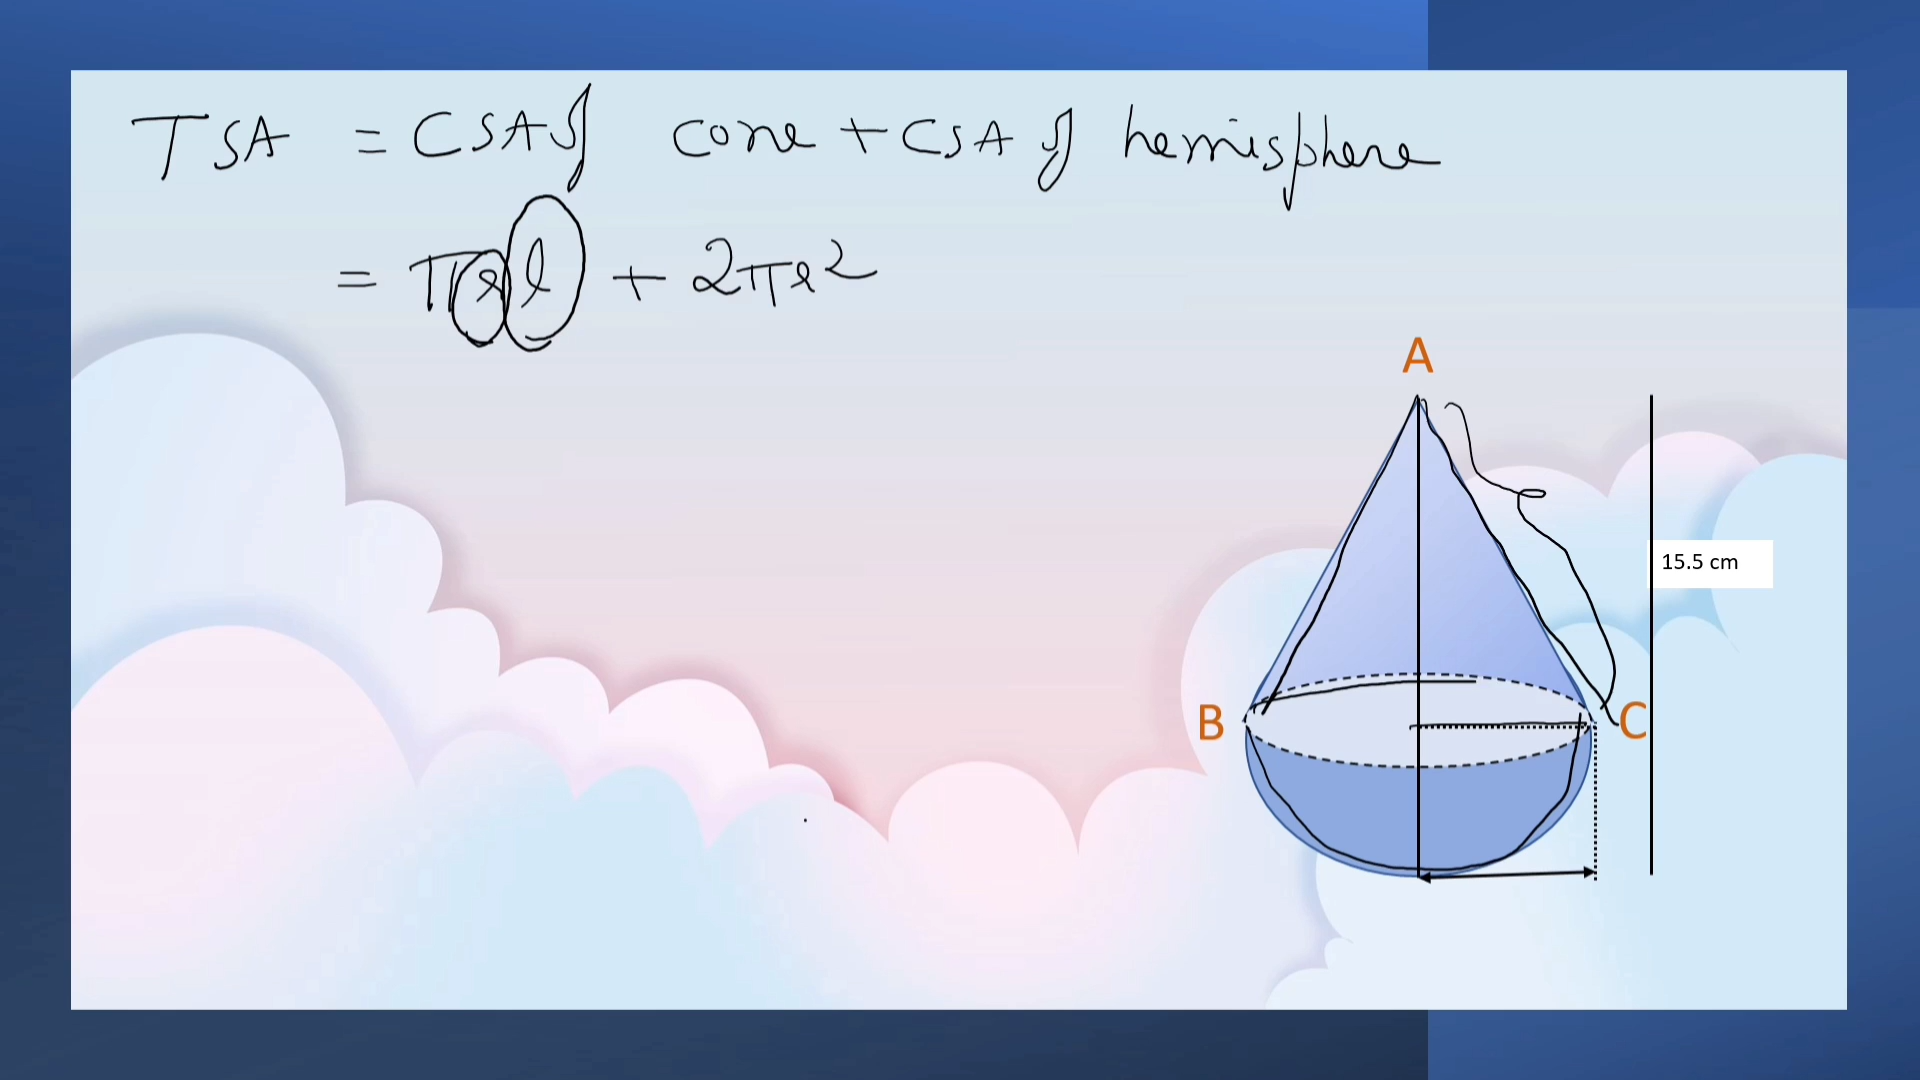 TSA = CSA of cone + CSA of hemisphere
= πrl + 2πr²
A
15.5 cm
B
C